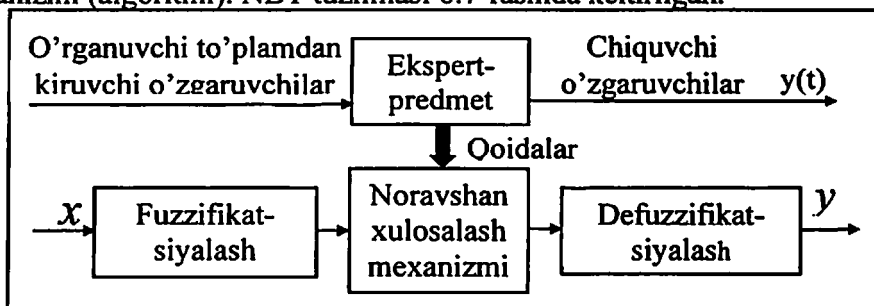 O’rganuvchi to’plamdan
kiruvchi o’zgaruvchilar
Ekspert-
predmet
Chiquvchi
o’zgaruvchilar y(t)
Qoidalar
x
Fuzzifikat-
siyalash
Noravshan
xulosalash
mexanizmi
Defuzzifikat-
siyalash
y